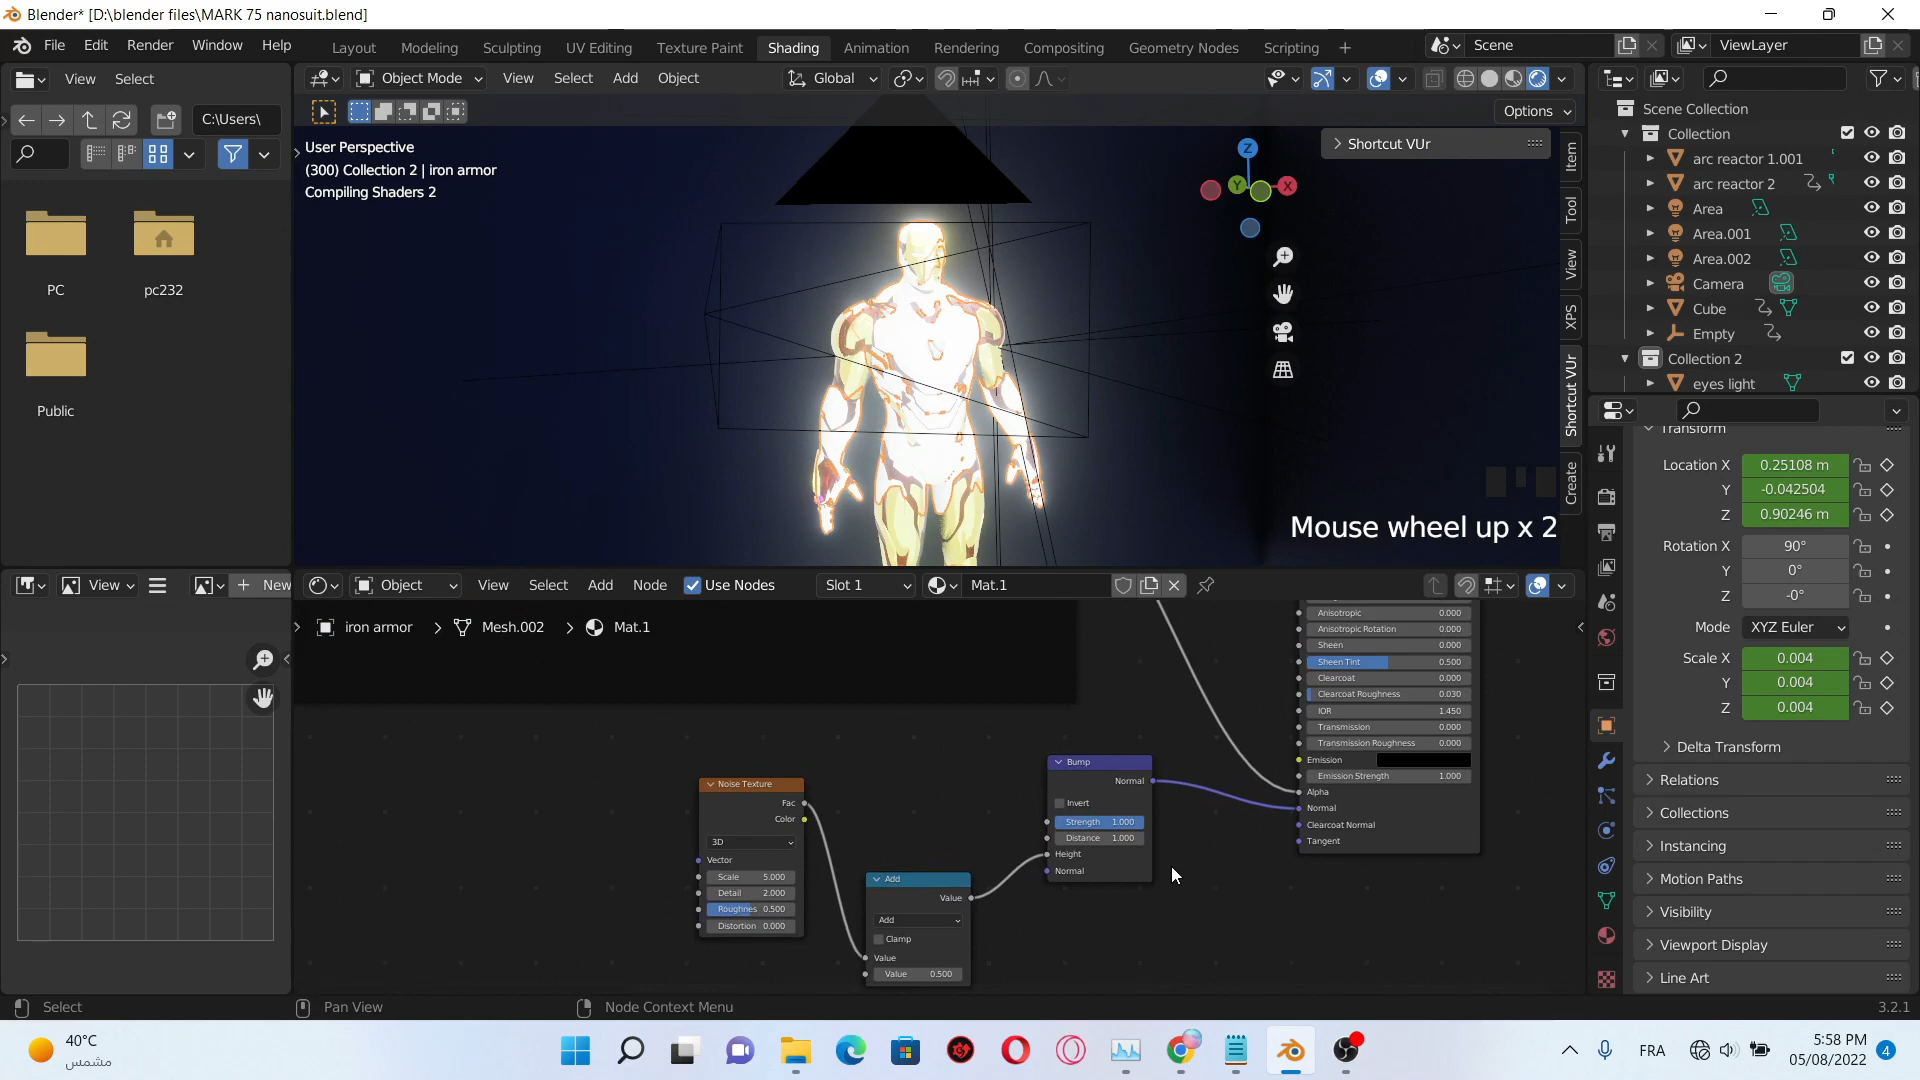 Blender* [D:\blender files\MARK 75 nanosuit.blend]
File Edit Render Window Help
Layout Modeling Sculpting UV Editing Texture Paint Shading Animation Rendering Compositing Geometry Nodes Scripting
Scene
ViewLayer
View Select
Object Mode View Select Add Object
Global
C:\Users\
Options
PC
pc232
Public
User Perspective
(300) Collection 2 | iron armor
Compiling Shaders 2
Shortcut VUr
Z
Y
X
Item
Tool
View
XPS
Shortcut VUr
Create
Mouse wheel up x 2
Scene Collection
Collection
arc reactor 1.001
arc reactor 2
Area
Area.001
Area.002
Camera
Cube
Empty
Collection 2
eyes light
Transform
Location X 0.25108 m
Y -0.042504
Z 0.90246 m
Rotation X 90°
Y 0°
Z -0°
Mode XYZ Euler
Scale X 0.004
Y 0.004
Z 0.004
Delta Transform
Relations
Collections
Instancing
Motion Paths
Visibility
Viewport Display
Line Art
View
New
Object View Select Add Node Use Nodes Slot 1 Mat.1
iron armor Mesh.002 Mat.1
Noise Texture
Fac
Color
3D
Vector
Scale 5.000
Detail 2.000
Roughnes 0.500
Distortion 0.000
Add
Value
Add
Clamp
Value
Value 0.500
Bump
Normal
Invert
Strength 1.000
Distance 1.000
Height
Normal
Anisotropic 0.000
Anisotropic Rotation 0.000
Sheen 0.000
Sheen Tint 0.500
Clearcoat 0.000
Clearcoat Roughness 0.030
IOR 1.450
Transmission 0.000
Transmission Roughness 0.000
Emission
Emission Strength 1.000
Alpha
Normal
Clearcoat Normal
Tangent
Select
Pan View
Node Context Menu
3.2.1
40°C
مشمس
FRA
5:58 PM
05/08/2022
4